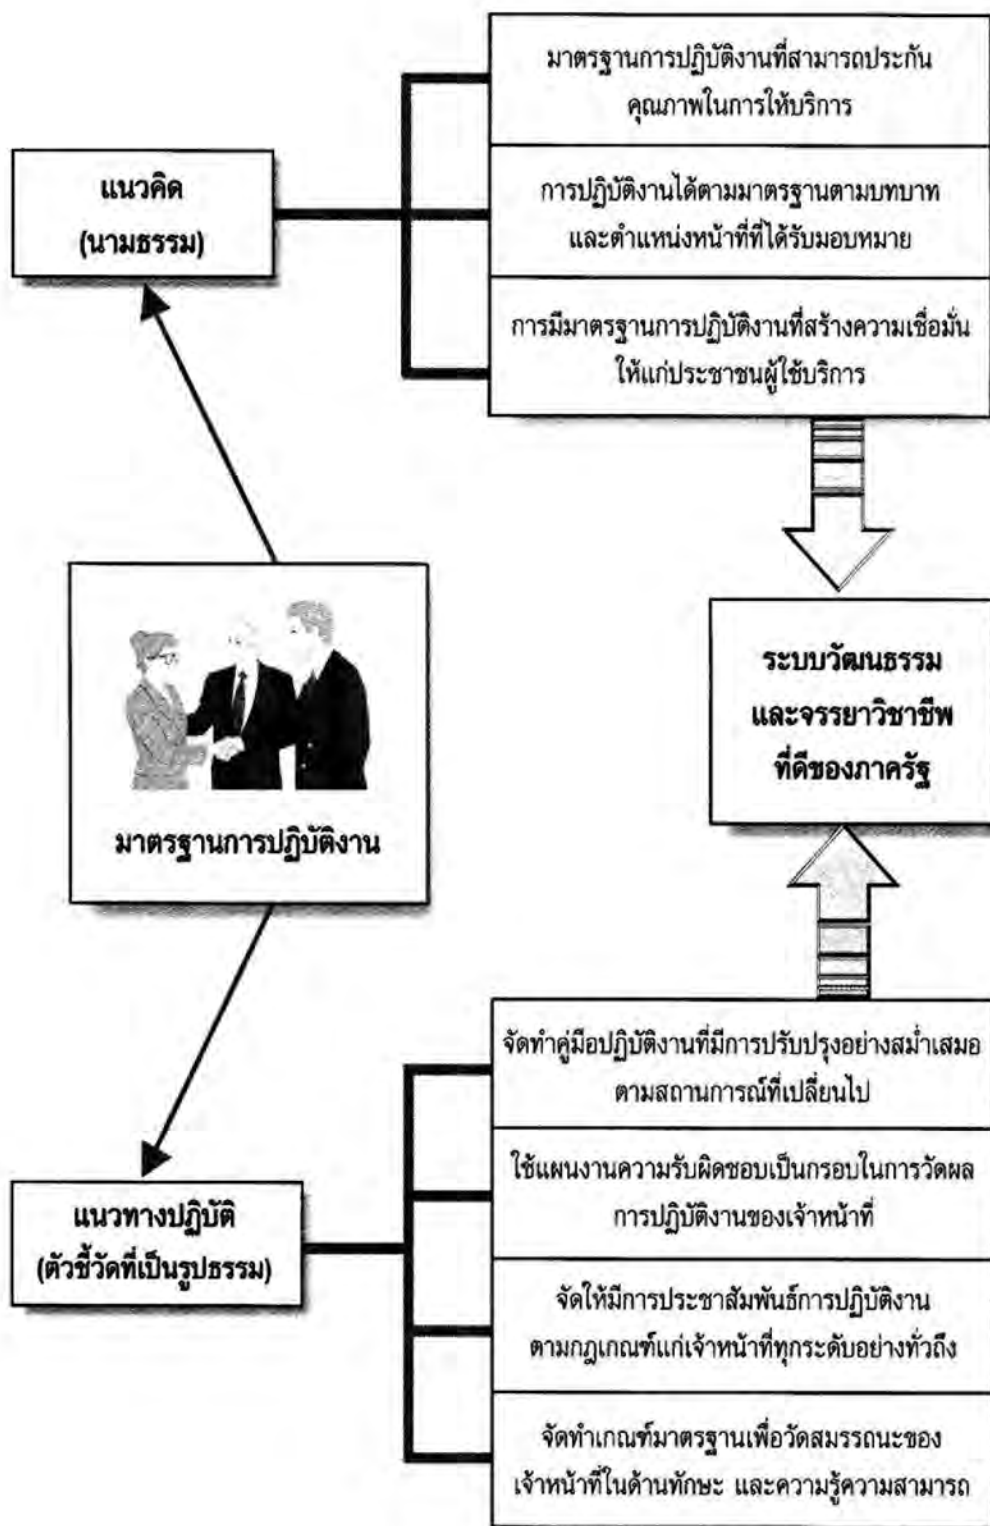 มาตรฐานการปฏิบัติงานที่สามารถประกัน
คุณภาพในการให้บริการ
แนวคิด
(นามธรรม)
การปฏิบัติงานได้ตามมาตรฐานตามบทบาท
และตำแหน่งหน้าที่ที่ได้รับมอบหมาย
การมีมาตรฐานการปฏิบัติงานที่สร้างความเชื่อมั่น
ให้แก่ประชาชนผู้ใช้บริการ
มาตรฐานการปฏิบัติงาน
ระบบวัฒนธรรม
และจรรยาวิชาชีพ
ที่ดีของภาครัฐ
แนวทางปฏิบัติ
(ตัวชี้วัดที่เป็นรูปธรรม)
จัดทำคู่มือปฏิบัติงานที่มีการปรับปรุงอย่างสม่ำเสมอ
ตามสถานการณ์ที่เปลี่ยนไป
ใช้แผนงานความรับผิดชอบเป็นกรอบในการวัดผล
การปฏิบัติงานของเจ้าหน้าที่
จัดให้มีการประชาสัมพันธ์การปฏิบัติงาน
ตามกฎเกณฑ์แก่เจ้าหน้าที่ทุกระดับอย่างทั่วถึง
จัดทำเกณฑ์มาตรฐานเพื่อวัดสมรรถนะของ
เจ้าหน้าที่ในด้านทักษะ และความรู้ความสามารถ